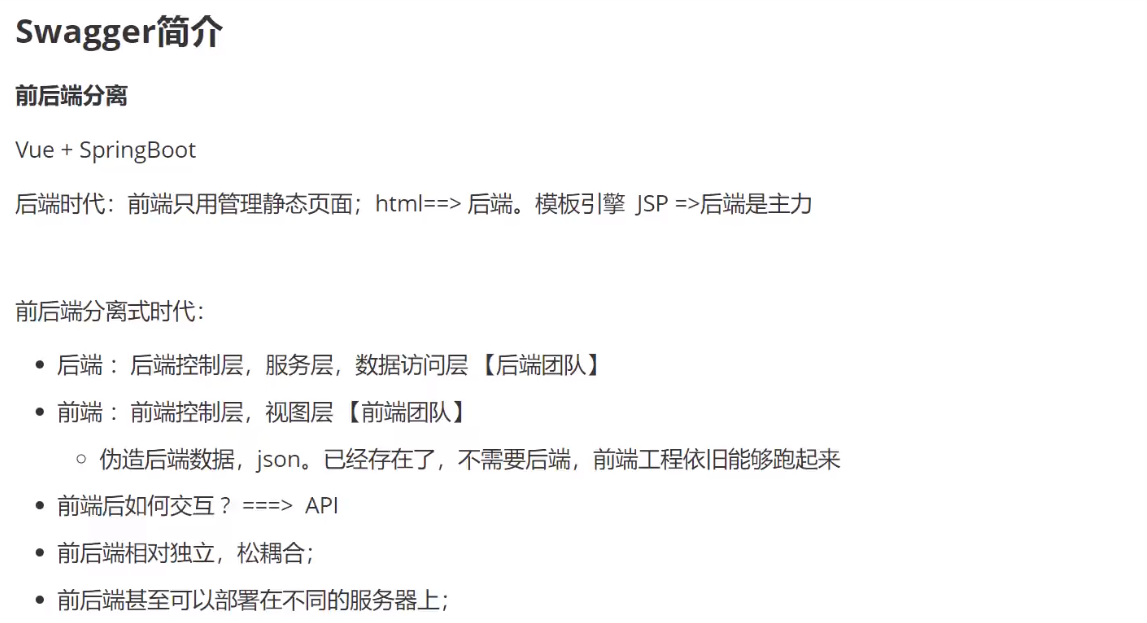 Swagger简介
前后端分离
Vue + SpringBoot
后端时代：前端只用管理静态页面；html==> 后端。模板引擎 JSP =>后端是主力
前后端分离式时代：
• 后端 ：后端控制层，服务层，数据访问层 【后端团队】
• 前端 ：前端控制层，视图层 【前端团队】
○ 伪造后端数据，json。已经存在了，不需要后端，前端工程依旧能够跑起来
• 前端后如何交互 ？===> API
• 前后端相对独立，松耦合；
• 前后端甚至可以部署在不同的服务器上；